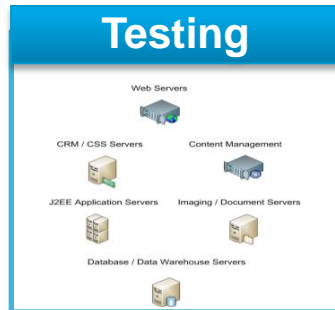 Testing
Web Servers
CRM / CSS Servers
Content Management
J2EE Application Servers
Imaging / Document Servers
Database / Data Warehouse Servers